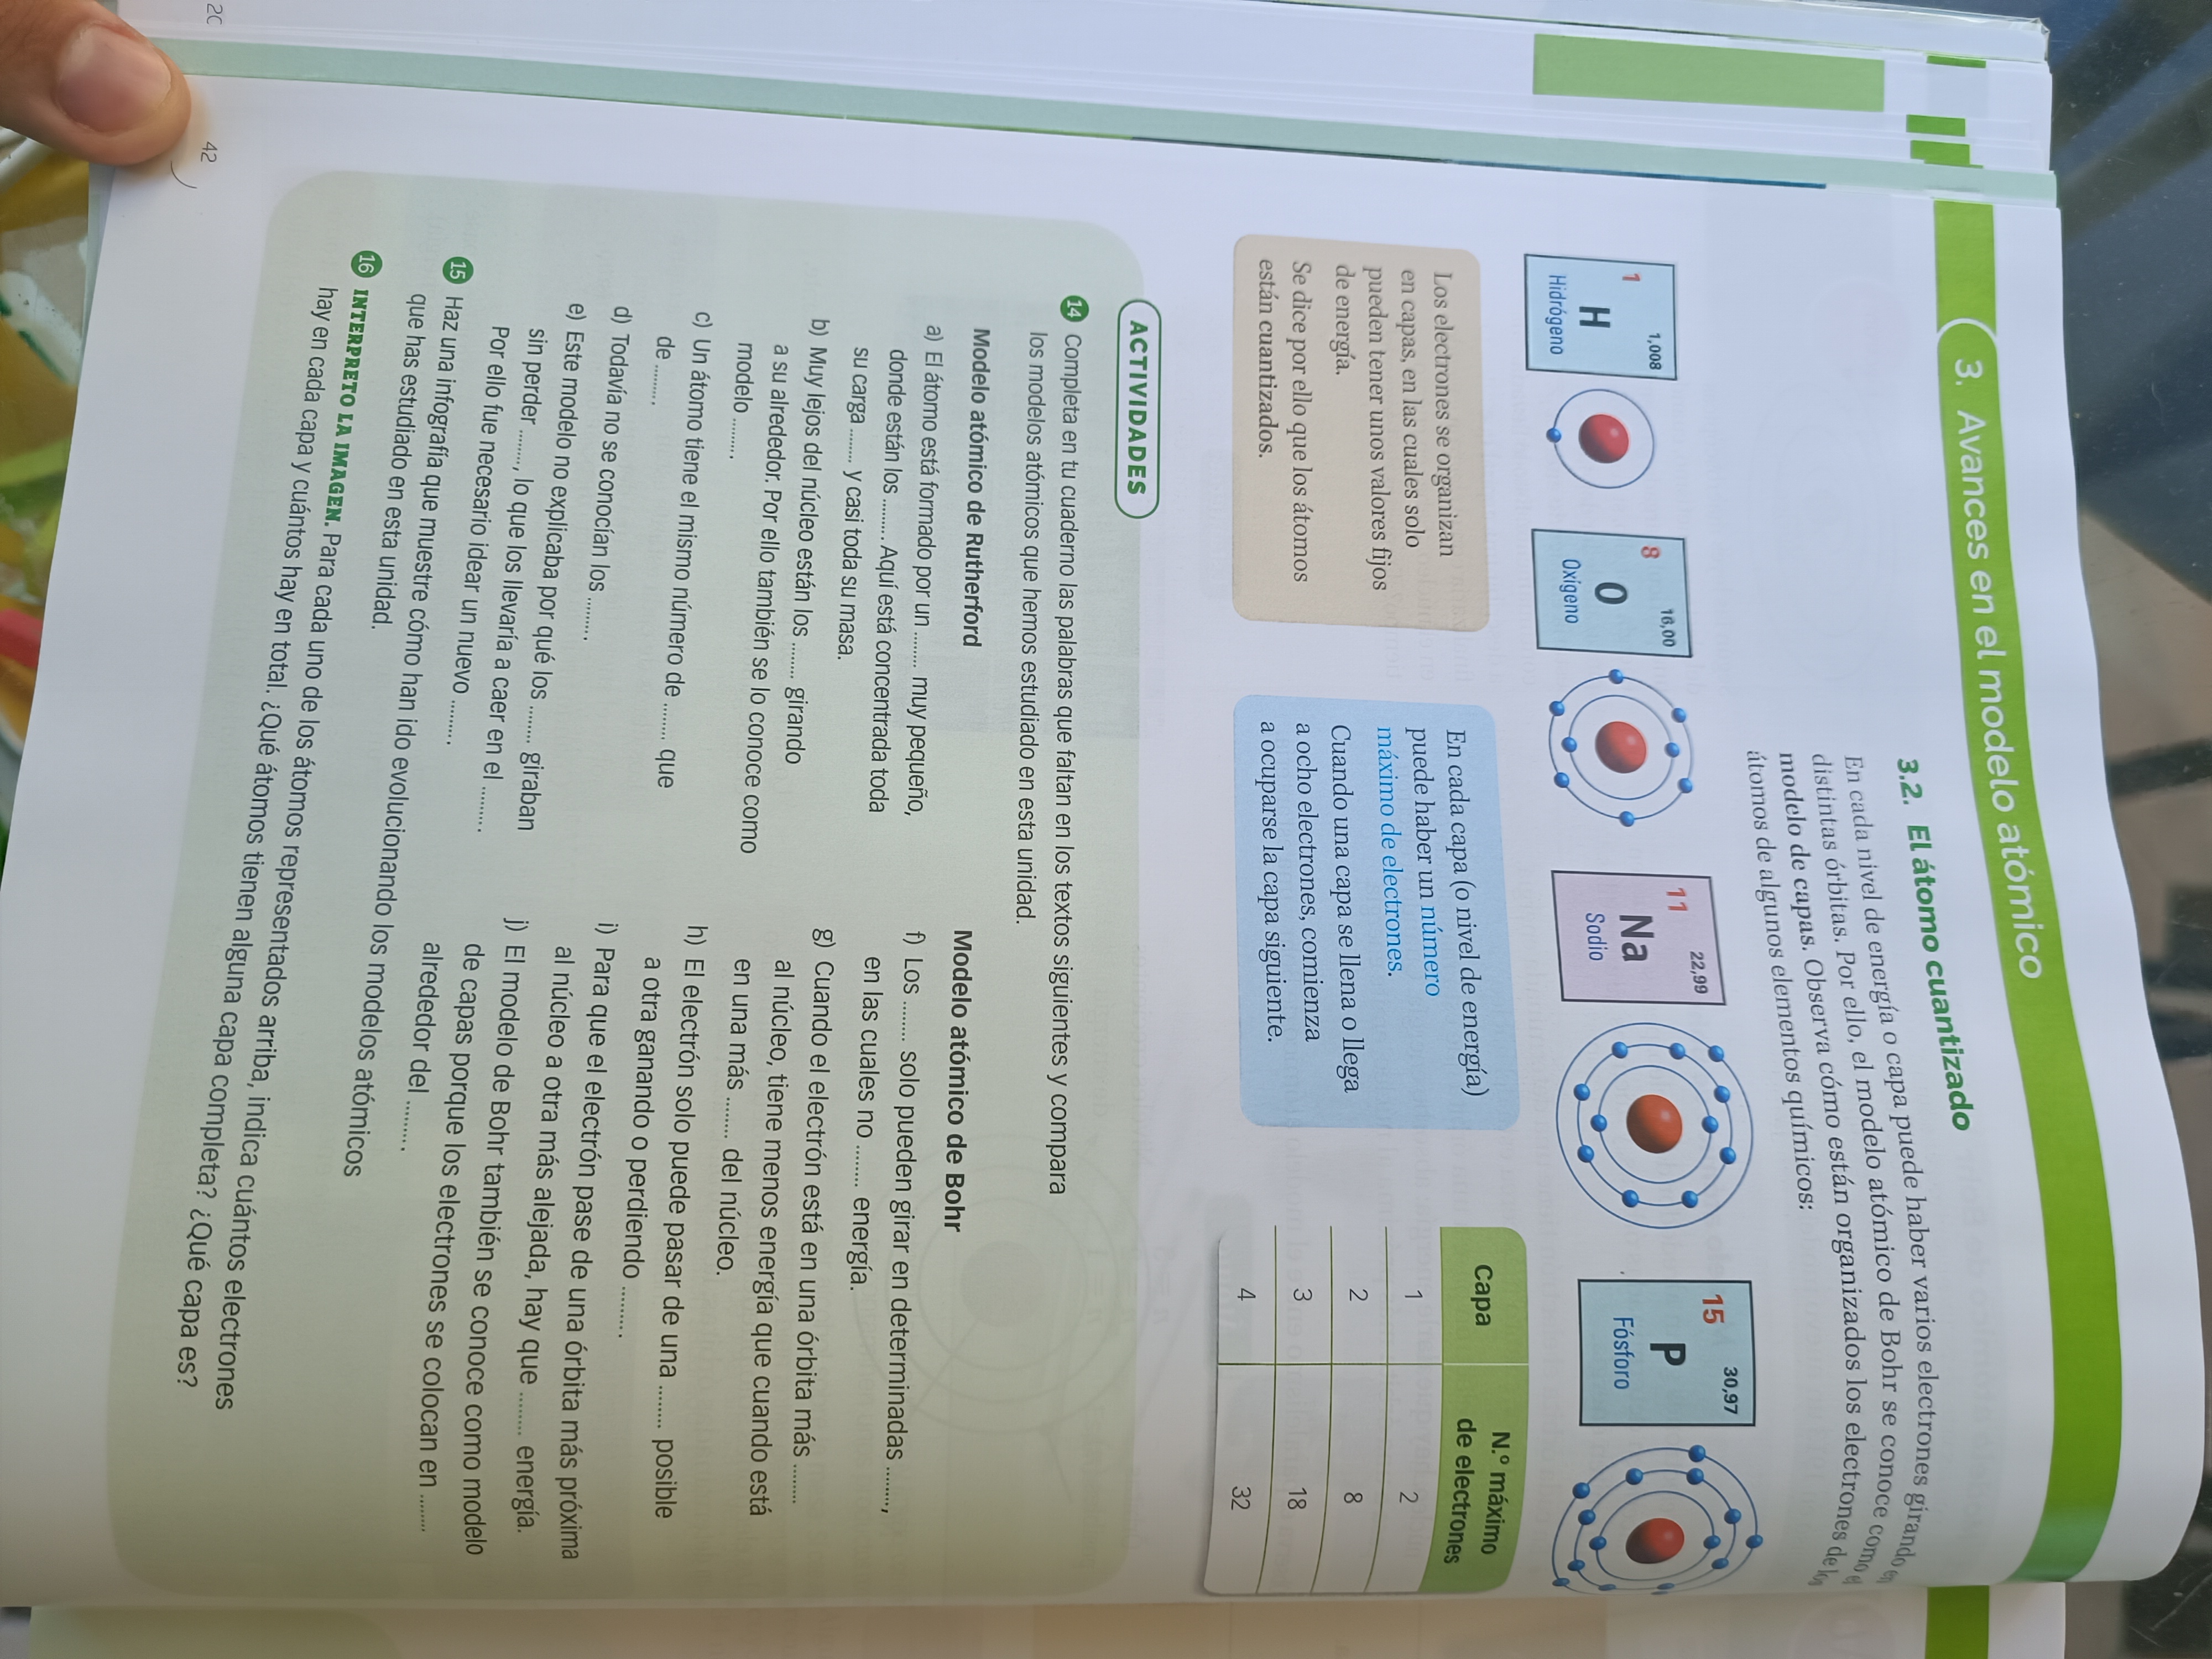 3. Avances en el modelo atómico
3.2. El átomo cuantizado
En cada nivel de energía o capa puede haber varios electrones girando en
distintas órbitas. Por ello, el modelo atómico de Bohr se conoce como el
modelo de capas. Observa cómo están organizados los electrones de los
átomos de algunos elementos químicos:
1,008
1
H
Hidrógeno
16,00
8
O
Oxígeno
22,99
11
Na
Sodio
30,97
15
P
Fósforo
Los electrones se organizan
en capas, en las cuales solo
pueden tener unos valores fijos
de energía.
Se dice por ello que los átomos
están cuantizados.
En cada capa (o nivel de energía)
puede haber un número
máximo de electrones.
Cuando una capa se llena o llega
a ocho electrones, comienza
a ocuparse la capa siguiente.
Capa N.º máximo
de electrones
1 2
2 8
3 18
4 32
ACTIVIDADES
14 Completa en tu cuaderno las palabras que faltan en los textos siguientes y compara
los modelos atómicos que hemos estudiado en esta unidad.
Modelo atómico de Rutherford
a) El átomo está formado por un ........ muy pequeño,
donde están los ......... Aquí está concentrada toda
su carga ........ y casi toda su masa.
b) Muy lejos del núcleo están los ........ girando
a su alrededor. Por ello también se lo conoce como
modelo .........
c) Un átomo tiene el mismo número de ........ que
de .........
d) Todavía no se conocían los .........
e) Este modelo no explicaba por qué los ........ giraban
sin perder ........, lo que los llevaría a caer en el .........
Por ello fue necesario idear un nuevo .........
Modelo atómico de Bohr
f) Los ........ solo pueden girar en determinadas ........,
en las cuales no ........ energía.
g) Cuando el electrón está en una órbita más ........
al núcleo, tiene menos energía que cuando está
en una más ........ del núcleo.
h) El electrón solo puede pasar de una ........ posible
a otra ganando o perdiendo .........
i) Para que el electrón pase de una órbita más próxima
al núcleo a otra más alejada, hay que ........ energía.
j) El modelo de Bohr también se conoce como modelo
de capas porque los electrones se colocan en ........
alrededor del .........
15 Haz una infografía que muestre cómo han ido evolucionando los modelos atómicos
que has estudiado en esta unidad.
16 INTERPRETO LA IMAGEN. Para cada uno de los átomos representados arriba, indica cuántos electrones
hay en cada capa y cuántos hay en total. ¿Qué átomos tienen alguna capa completa? ¿Qué capa es?
42